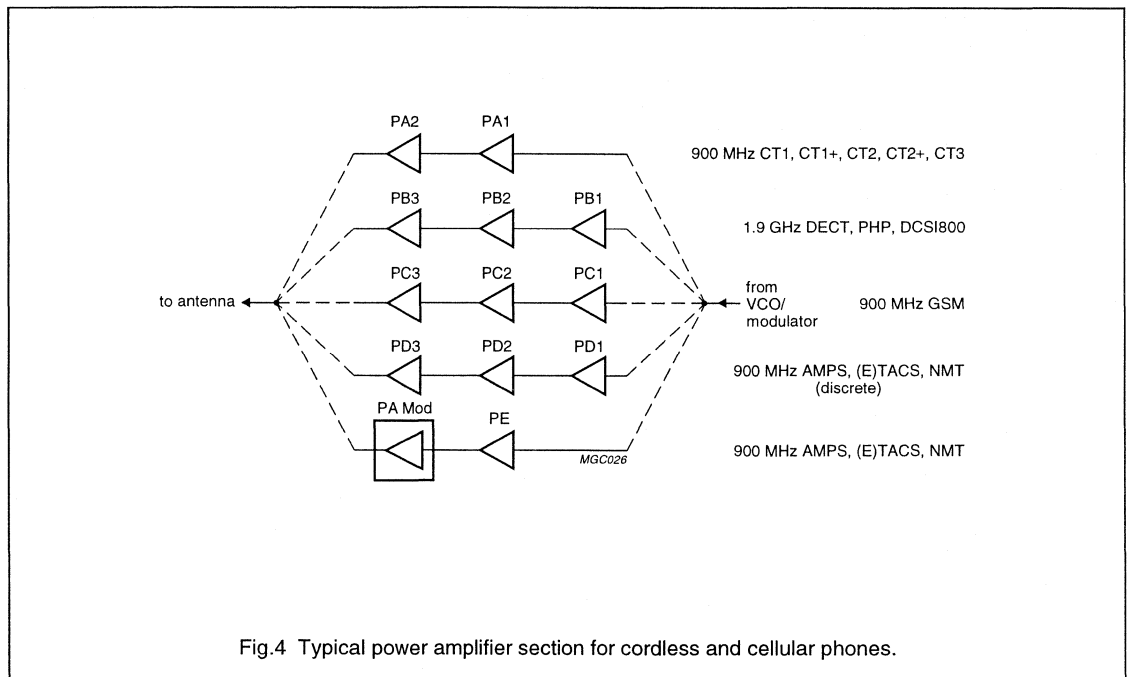 PA2 PA1
900 MHz CT1, CT1+, CT2, CT2+, CT3
PB3 PB2 PB1
1.9 GHz DECT, PHP, DCSI800
PC3 PC2 PC1
to antenna
from
VCO/
modulator
900 MHz GSM
PD3 PD2 PD1
900 MHz AMPS, (E)TACS, NMT
(discrete)
PA Mod PE
MGC026
900 MHz AMPS, (E)TACS, NMT
Fig.4 Typical power amplifier section for cordless and cellular phones.